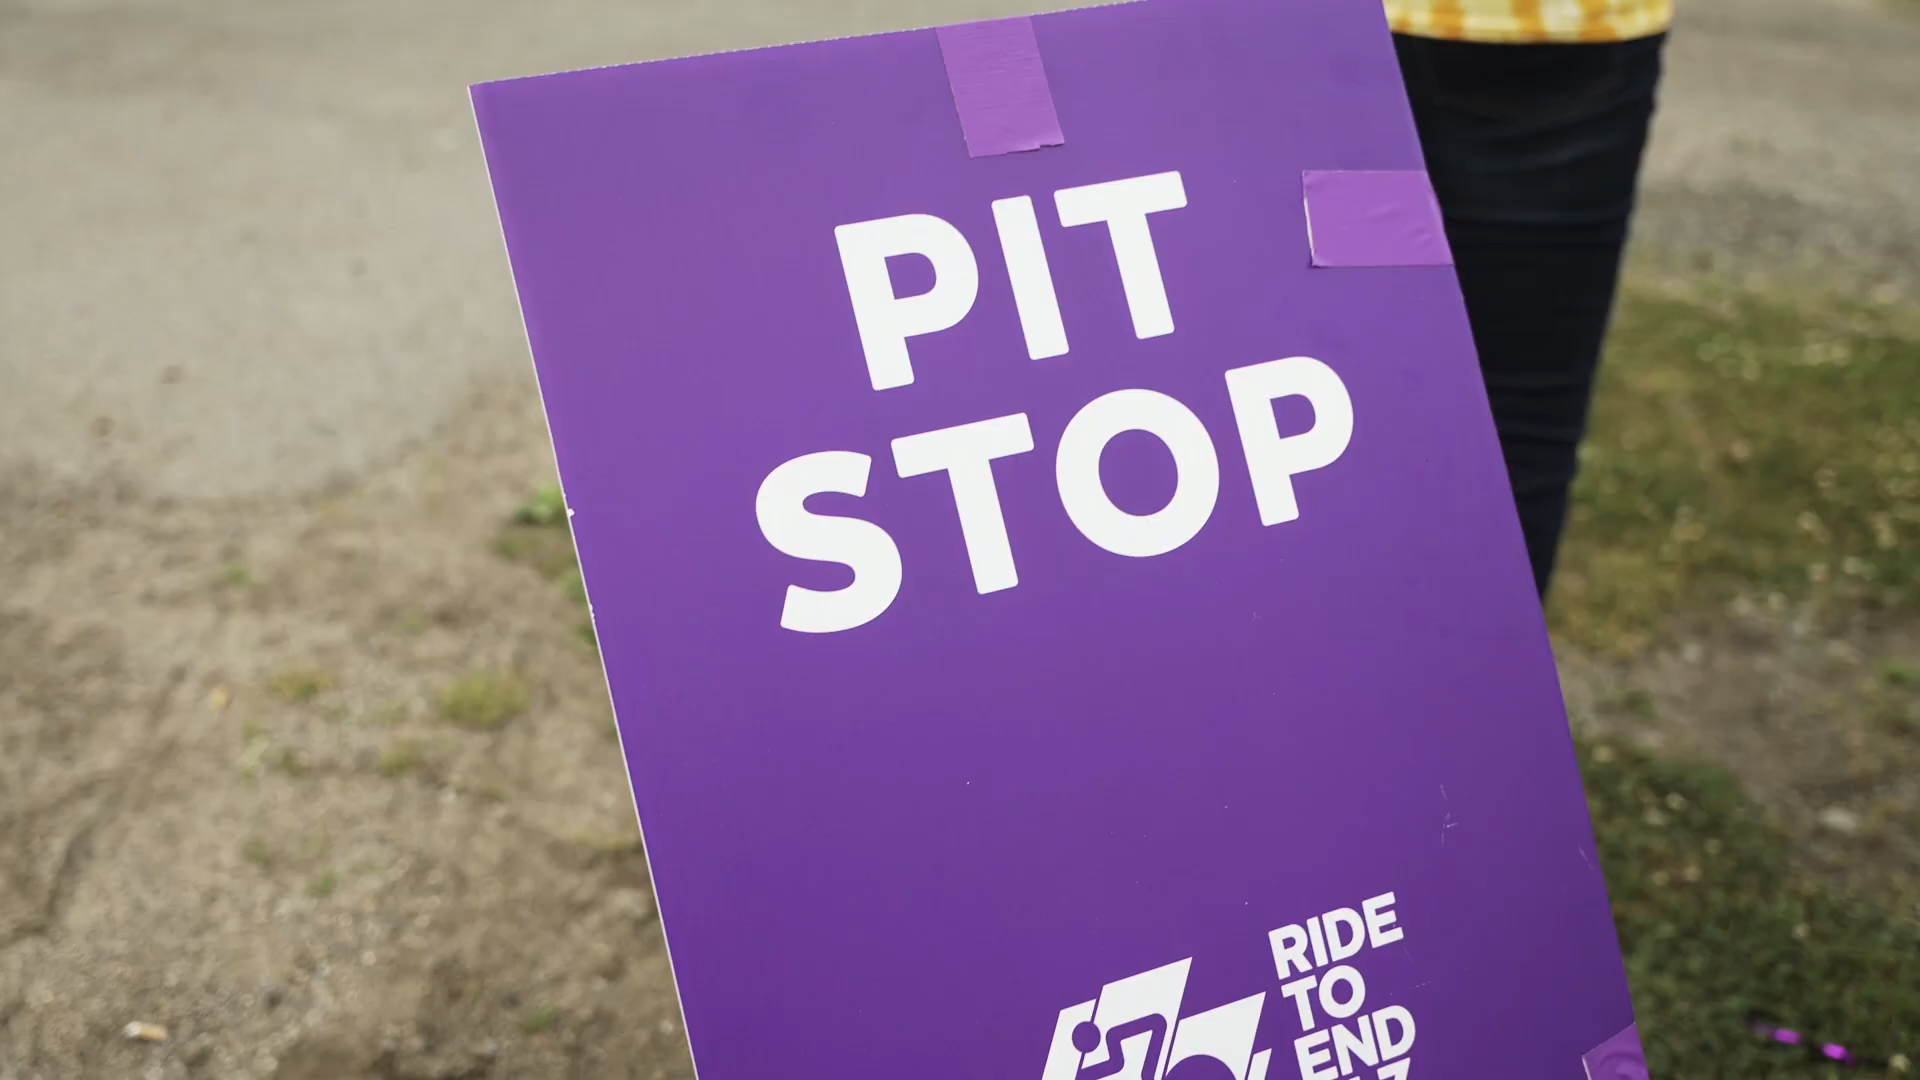 PIT
STOP
RIDE
TO
END